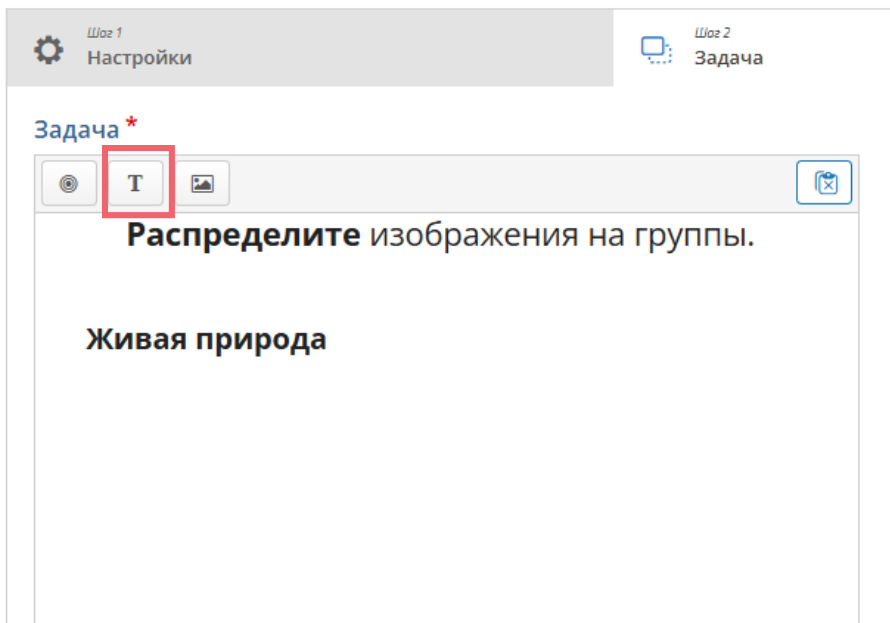 Шаг 1
Настройки
Шаг 2
Задача
Задача *
T
Распределите изображения на группы.
Живая природа